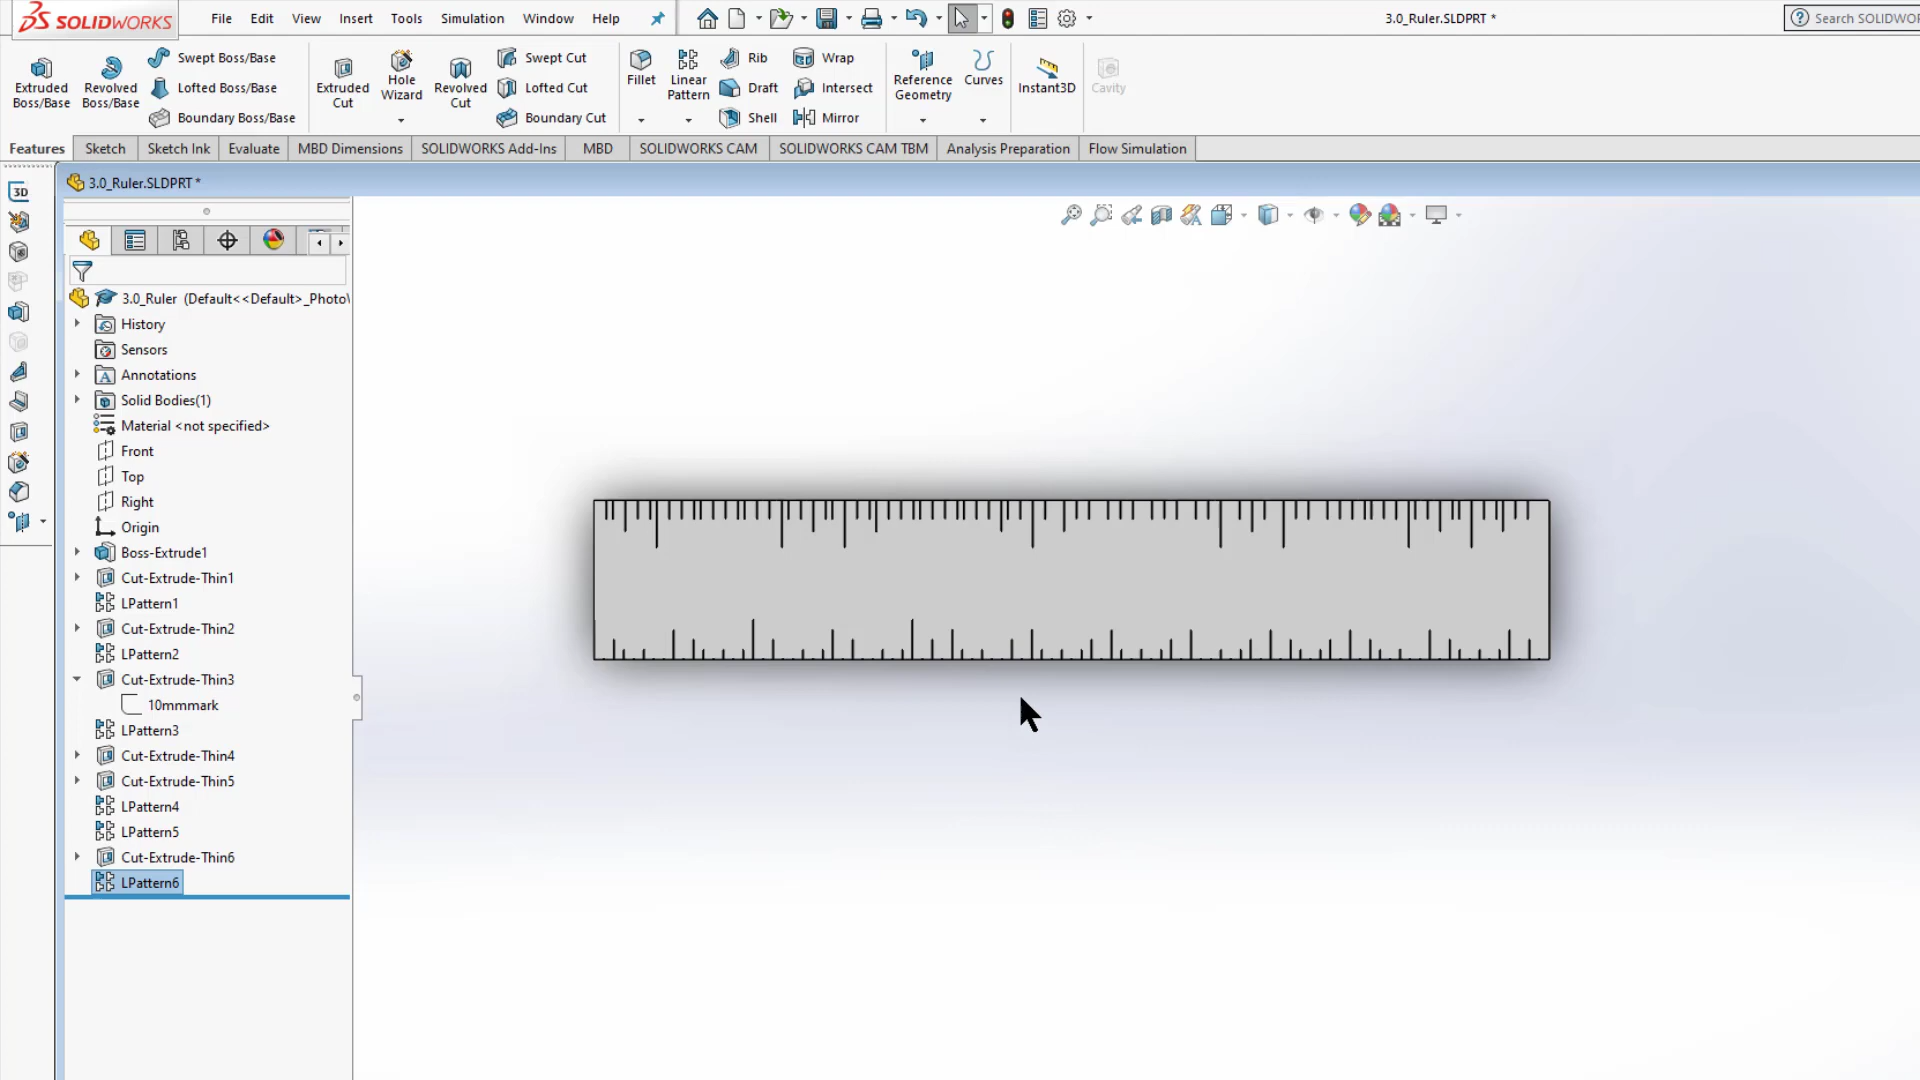 SOLIDWORKS File Edit View Insert Tools Simulation Window Help 3.0_Ruler.SLDPRT * Search SOLIDWO
Extruded Boss/Base
Revolved Boss/Base
Swept Boss/Base
Lofted Boss/Base
Boundary Boss/Base
Extruded Cut
Hole Wizard
Revolved Cut
Swept Cut
Lofted Cut
Boundary Cut
Fillet
Linear Pattern
Rib
Draft
Shell
Wrap
Intersect
Mirror
Reference Geometry
Curves
Instant3D
Cavity
Features Sketch Sketch Ink Evaluate MBD Dimensions SOLIDWORKS Add-Ins MBD SOLIDWORKS CAM SOLIDWORKS CAM TBM Analysis Preparation Flow Simulation
3D
3.0_Ruler.SLDPRT *
3.0_Ruler (Default<<Default>_Photo
History
Sensors
A Annotations
Solid Bodies(1)
Material <not specified>
Front
Top
Right
Origin
Boss-Extrude1
Cut-Extrude-Thin1
LPattern1
Cut-Extrude-Thin2
LPattern2
Cut-Extrude-Thin3
10mmmark
LPattern3
Cut-Extrude-Thin4
Cut-Extrude-Thin5
LPattern4
LPattern5
Cut-Extrude-Thin6
LPattern6